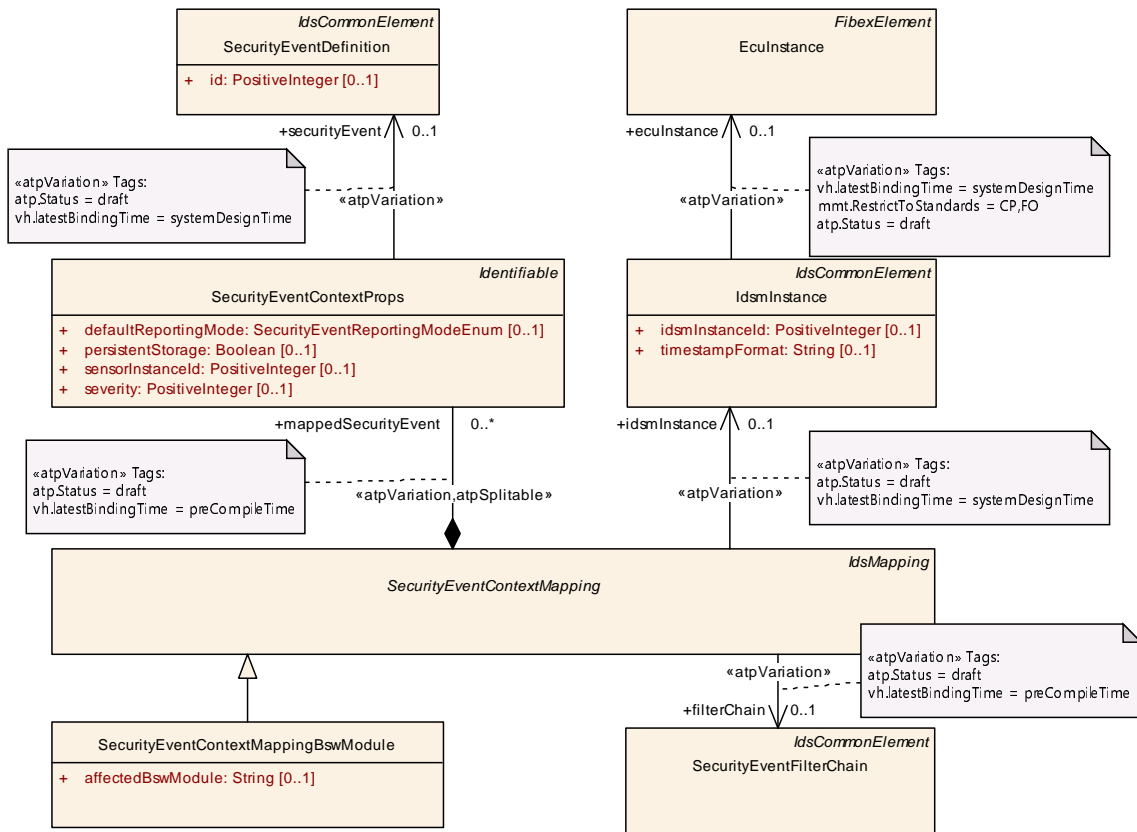 IdsCommonElement
SecurityEventDefinition
+ id: PositiveInteger [0..1]
FibexElement
EcuInstance
+securityEvent 0..1
+ecuInstance 0..1
«atpVariation» Tags:
atp.Status = draft
vh.latestBindingTime = systemDesignTime
«atpVariation»
«atpVariation» Tags:
vh.latestBindingTime = systemDesignTime
mmt.RestrictToStandards = CP,FO
atp.Status = draft
«atpVariation»
Identifiable
SecurityEventContextProps
+ defaultReportingMode: SecurityEventReportingModeEnum [0..1]
+ persistentStorage: Boolean [0..1]
+ sensorInstanceId: PositiveInteger [0..1]
+ severity: PositiveInteger [0..1]
IdsCommonElement
IdsmInstance
+ idsmInstanceId: PositiveInteger [0..1]
+ timestampFormat: String [0..1]
+mappedSecurityEvent 0..*
+idsmInstance 0..1
«atpVariation» Tags:
atp.Status = draft
vh.latestBindingTime = preCompileTime
«atpVariation,atpSplitable»
«atpVariation»
«atpVariation» Tags:
atp.Status = draft
vh.latestBindingTime = systemDesignTime
IdsMapping
SecurityEventContextMapping
«atpVariation»
«atpVariation» Tags:
atp.Status = draft
vh.latestBindingTime = preCompileTime
+filterChain 0..1
SecurityEventContextMappingBswModule
+ affectedBswModule: String [0..1]
IdsCommonElement
SecurityEventFilterChain